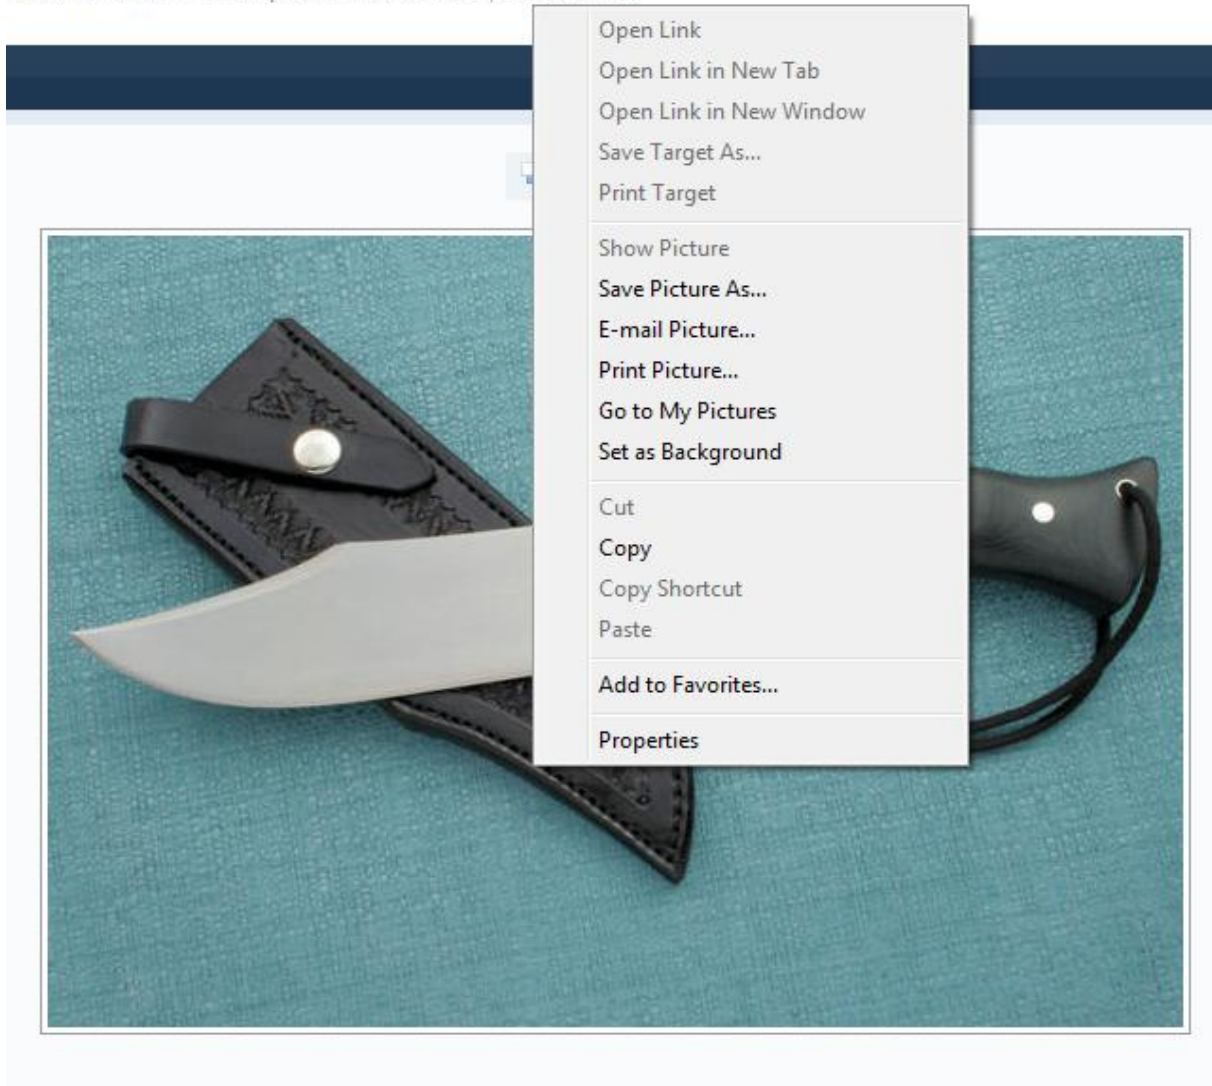 Open Link
Open Link in New Tab
Open Link in New Window
Save Target As...
Print Target
Show Picture
Save Picture As...
E-mail Picture...
Print Picture...
Go to My Pictures
Set as Background
Cut
Copy
Copy Shortcut
Paste
Add to Favorites...
Properties